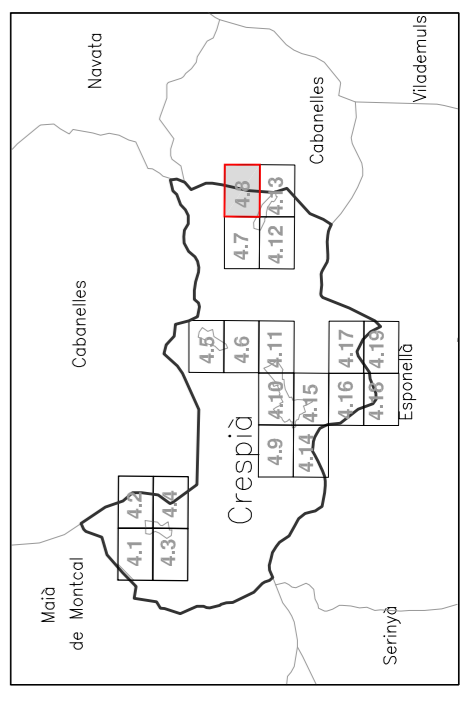 Maià
de Montcal
Cabanelles
Navata
4.1
4.2
4.3
4.4
4.5
4.6
4.7
4.8
Crespià
4.9
4.10
4.11
4.12
4.13
Cabanelles
4.14
4.15
4.16
4.17
4.18
4.19
Serinyà
Esponellà
Vilademuls